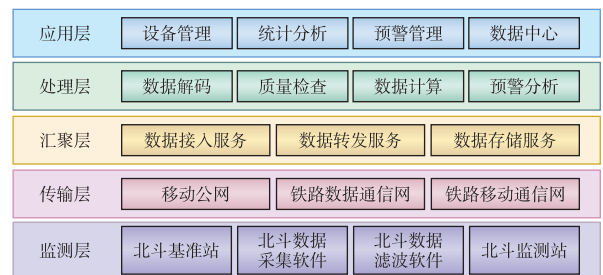 应用层 设备管理 统计分析 预警管理 数据中心
处理层 数据解码 质量检查 数据计算 预警分析
汇聚层 数据接入服务 数据转发服务 数据存储服务
传输层 移动公网 铁路数据通信网 铁路移动通信网
监测层 北斗基准站 北斗数据 北斗数据 北斗监测站
采集软件 滤波软件